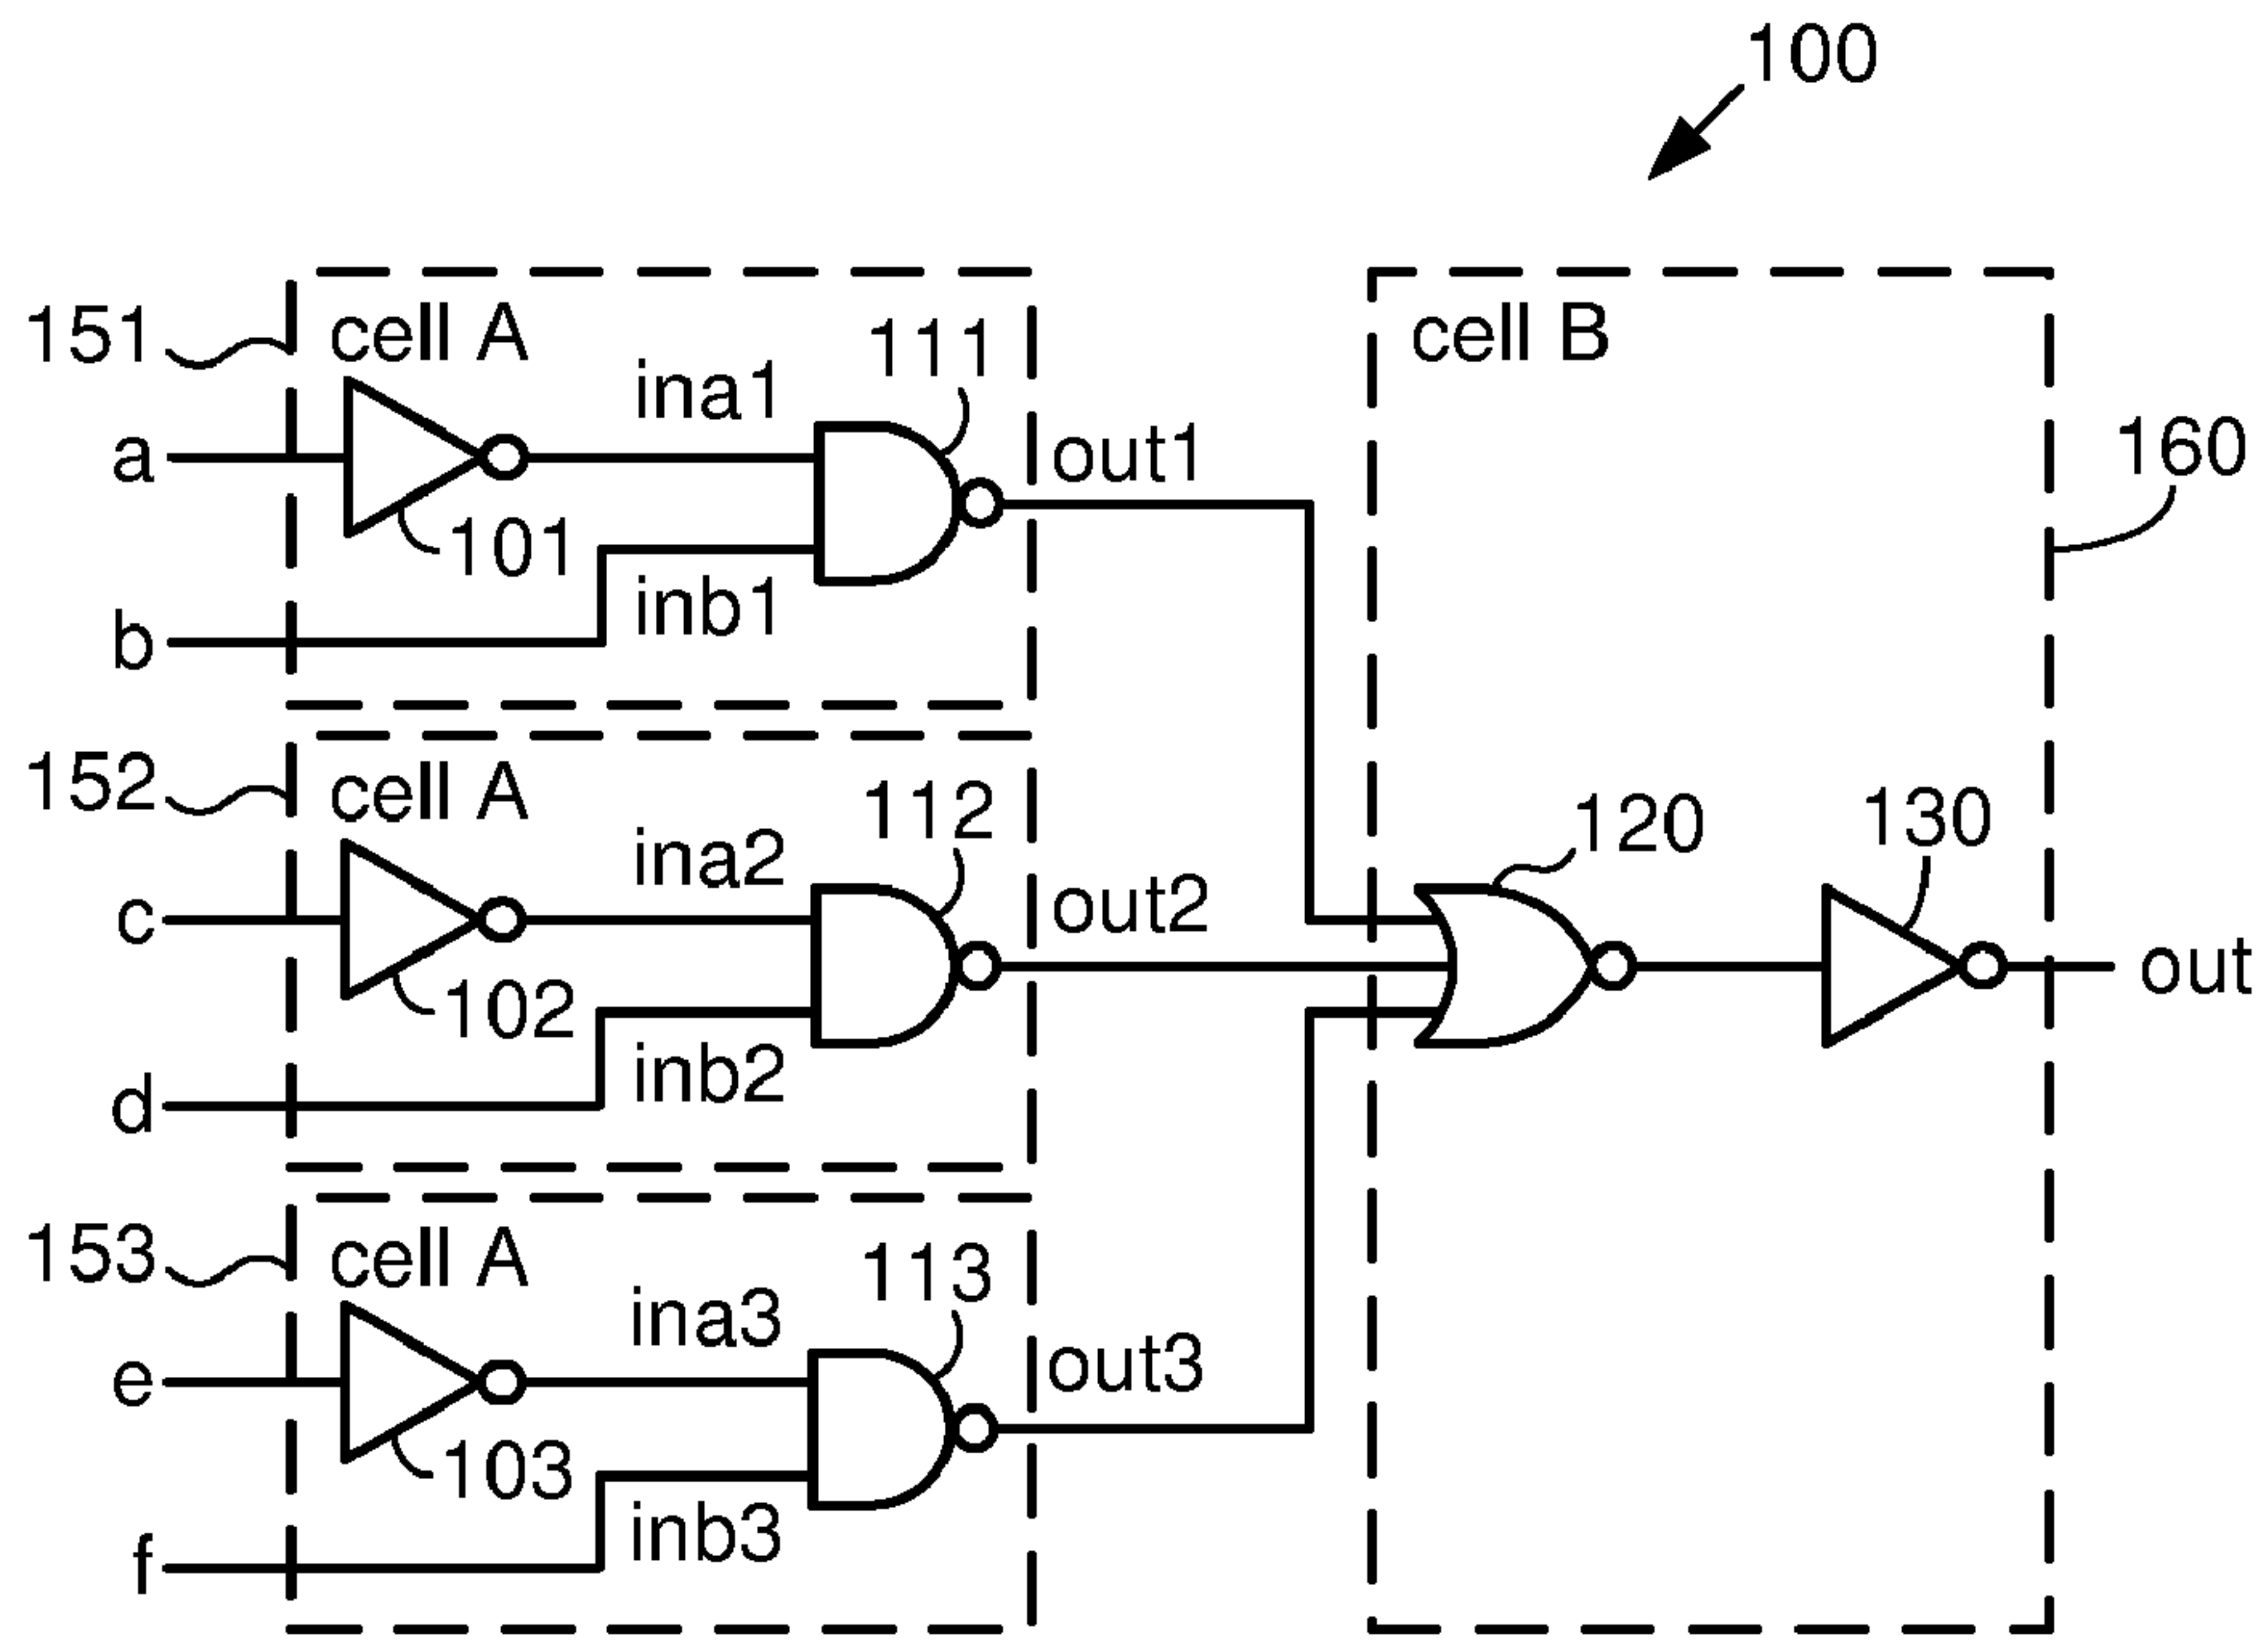 100
151
cell A
111
cell B
ina1
a
out1
160
101
inb1
b
152
cell A
112
120
130
ina2
c
out2
out
102
inb2
d
153
cell A
113
ina3
e
out3
103
inb3
f